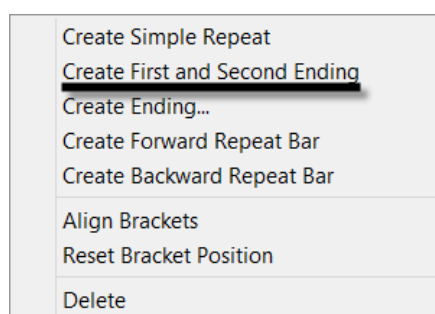 Create Simple Repeat
Create First and Second Ending
Create Ending...
Create Forward Repeat Bar
Create Backward Repeat Bar
Align Brackets
Reset Bracket Position
Delete